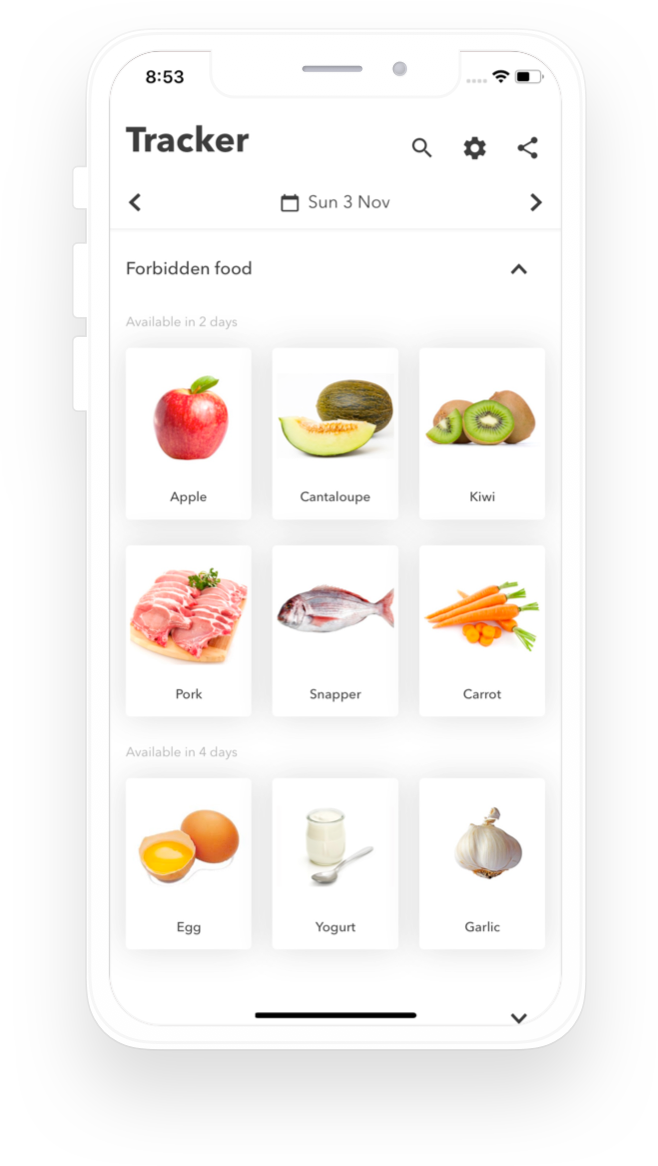 8:53
Tracker
Sun 3 Nov
Forbidden food
Available in 2 days
Apple
Cantaloupe
Kiwi
Pork
Snapper
Carrot
Available in 4 days
Egg
Yogurt
Garlic